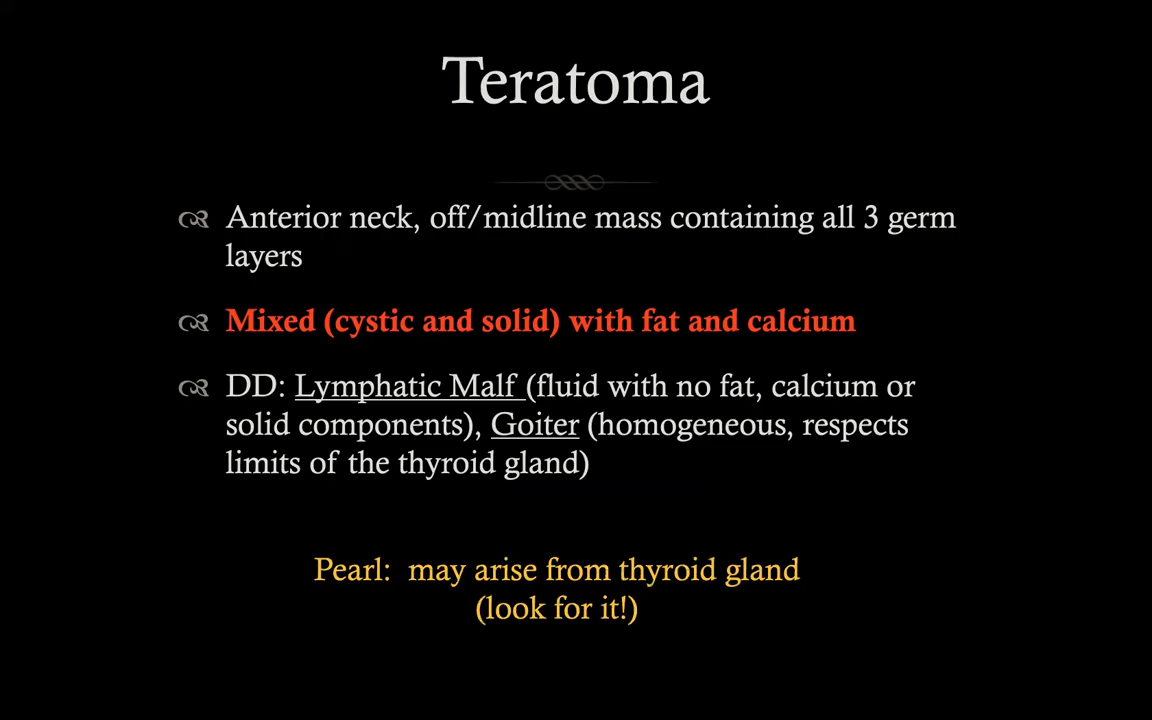 Teratoma
Anterior neck, off/midline mass containing all 3 germ
layers
Mixed (cystic and solid) with fat and calcium
DD: Lymphatic Malf (fluid with no fat, calcium or
solid components), Goiter (homogeneous, respects
limits of the thyroid gland)
Pearl:  may arise from thyroid gland
(look for it!)